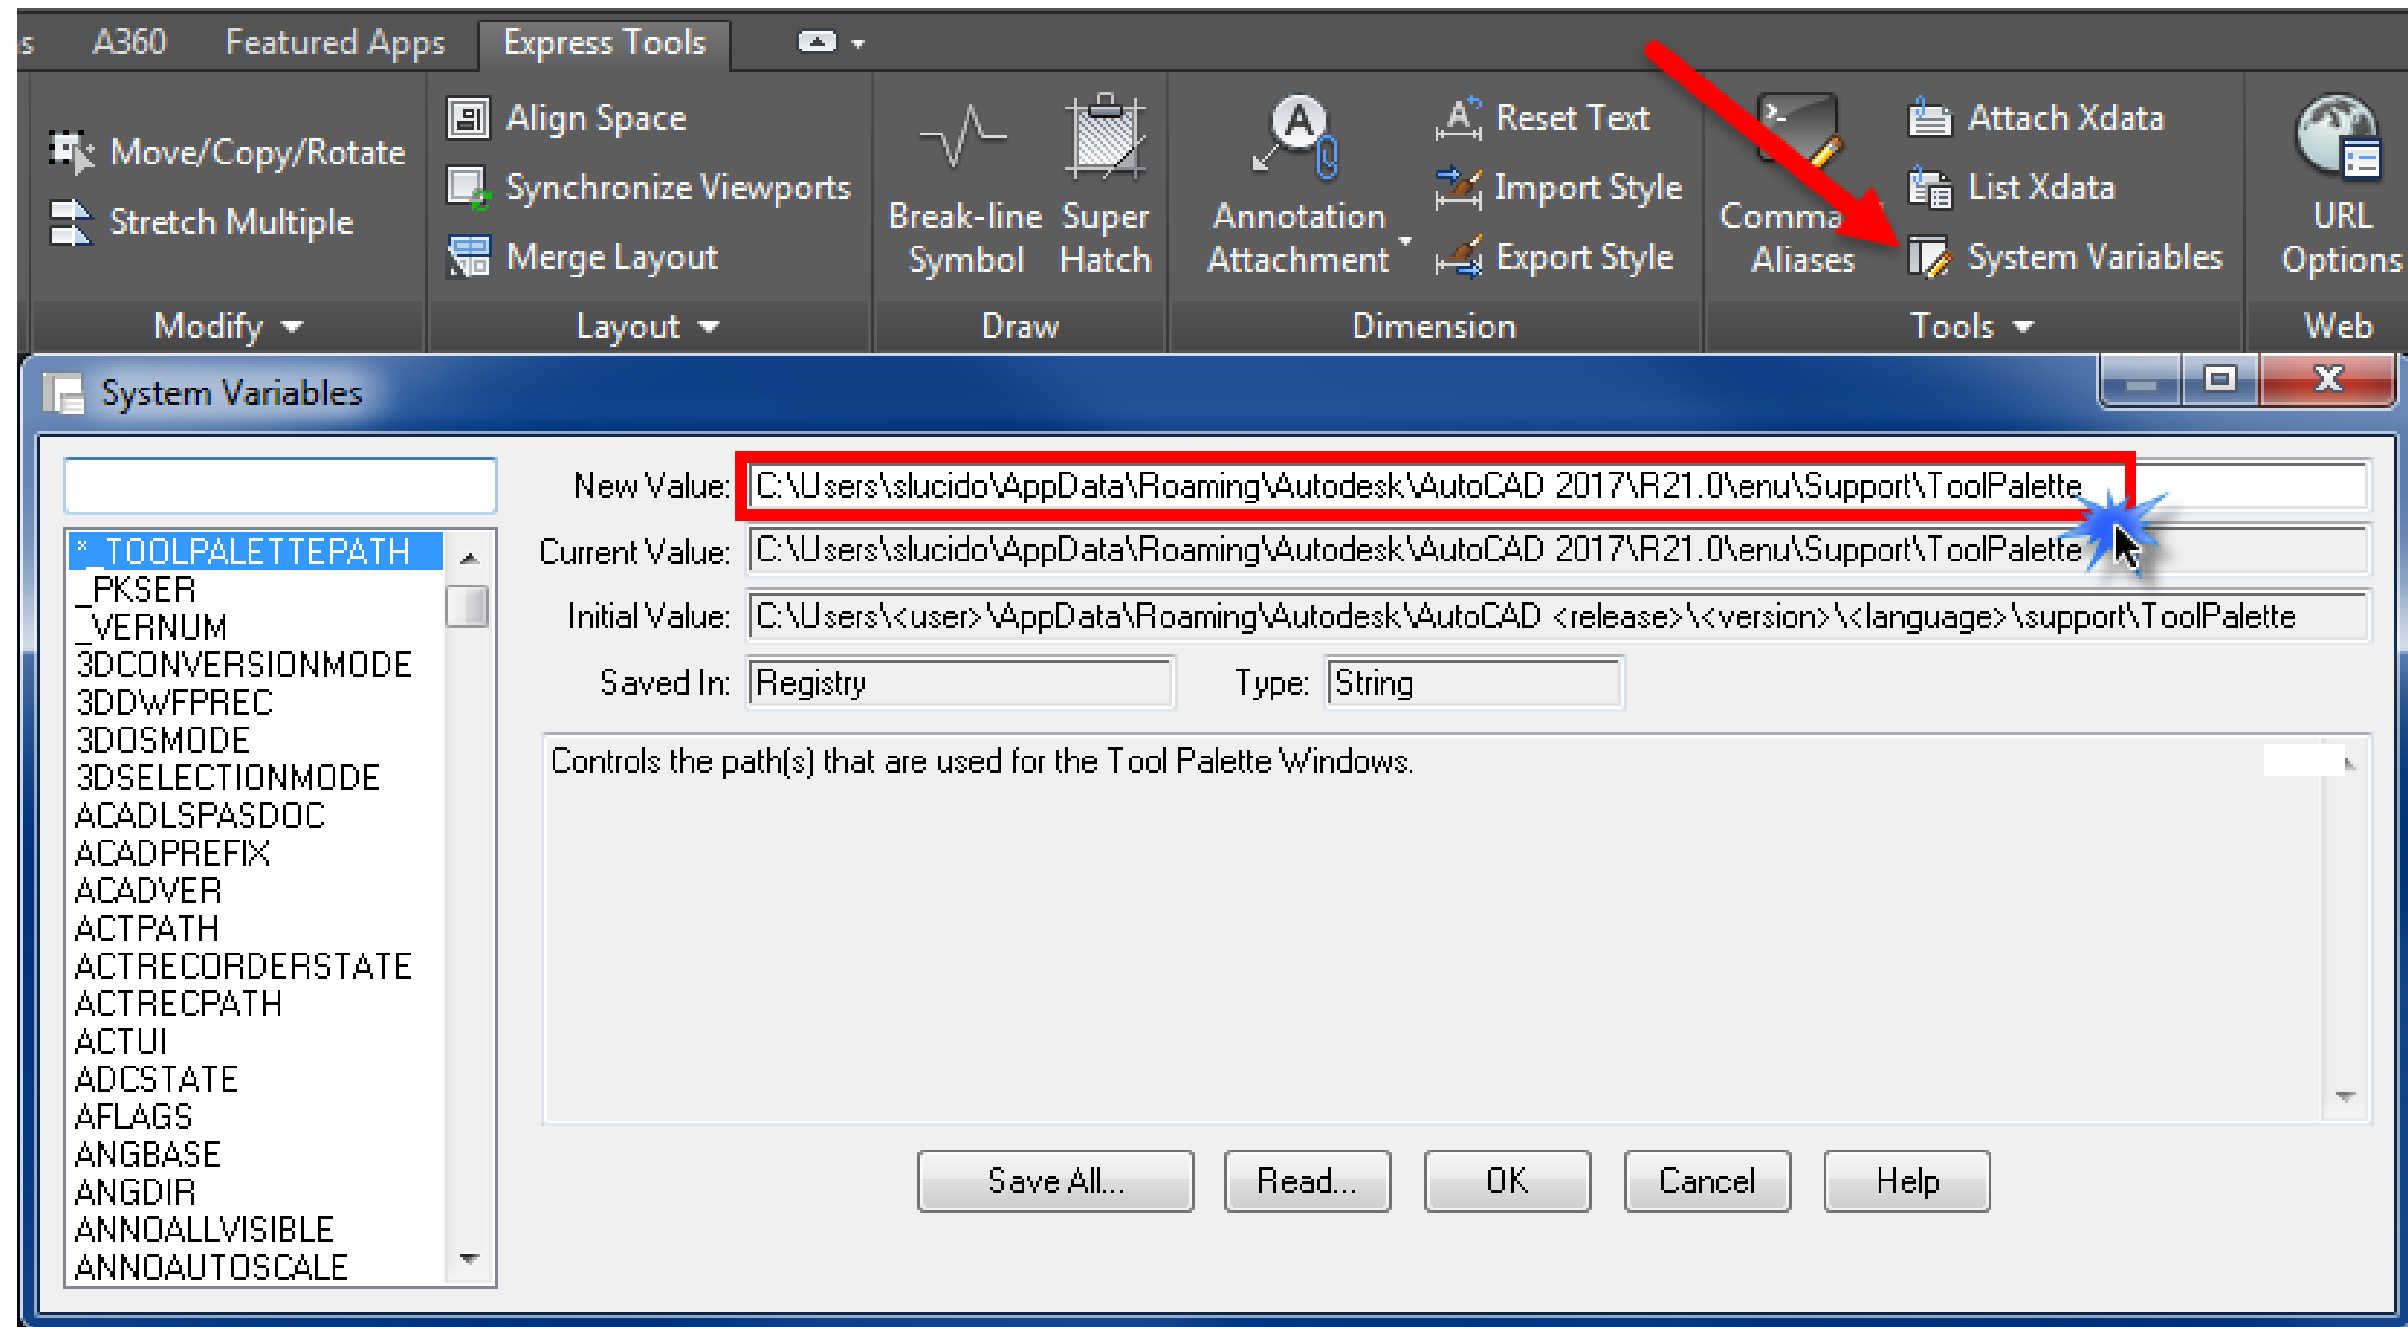 s A360 Featured Apps Express Tools
Move/Copy/Rotate
Stretch Multiple
Modify
Align Space
Synchronize Viewports
Merge Layout
Layout
Break-line Symbol
Super Hatch
Draw
Annotation Attachment
Reset Text
Import Style
Export Style
Dimension
Comma
Aliases
Attach Xdata
List Xdata
System Variables
Tools
URL Options
Web
System Variables
New Value: C:\Users\slucido\AppData\Roaming\Autodesk\AutoCAD 2017\R21.0\enu\Support\ToolPalette
Current Value: C:\Users\slucido\AppData\Roaming\Autodesk\AutoCAD 2017\R21.0\enu\Support\ToolPalette
Initial Value: C:\Users\<user>\AppData\Roaming\Autodesk\AutoCAD <release>\<version>\<language>\support\ToolPalette
Saved In: Registry Type: String
Controls the path(s) that are used for the Tool Palette Windows.
*_TOOLPALETTEPATH
_PKSER
_VERNUM
3DCONVERSIONMODE
3DDWFPREC
3DOSMODE
3DSELECTIONMODE
ACADLSPASDOC
ACADPREFIX
ACADVER
ACTPATH
ACTRECORDERSTATE
ACTRECPATH
ACTUI
ADCSTATE
AFLAGS
ANGBASE
ANGDIR
ANNOALLVISIBLE
ANNOAUTOSCALE
Save All... Read... OK Cancel Help